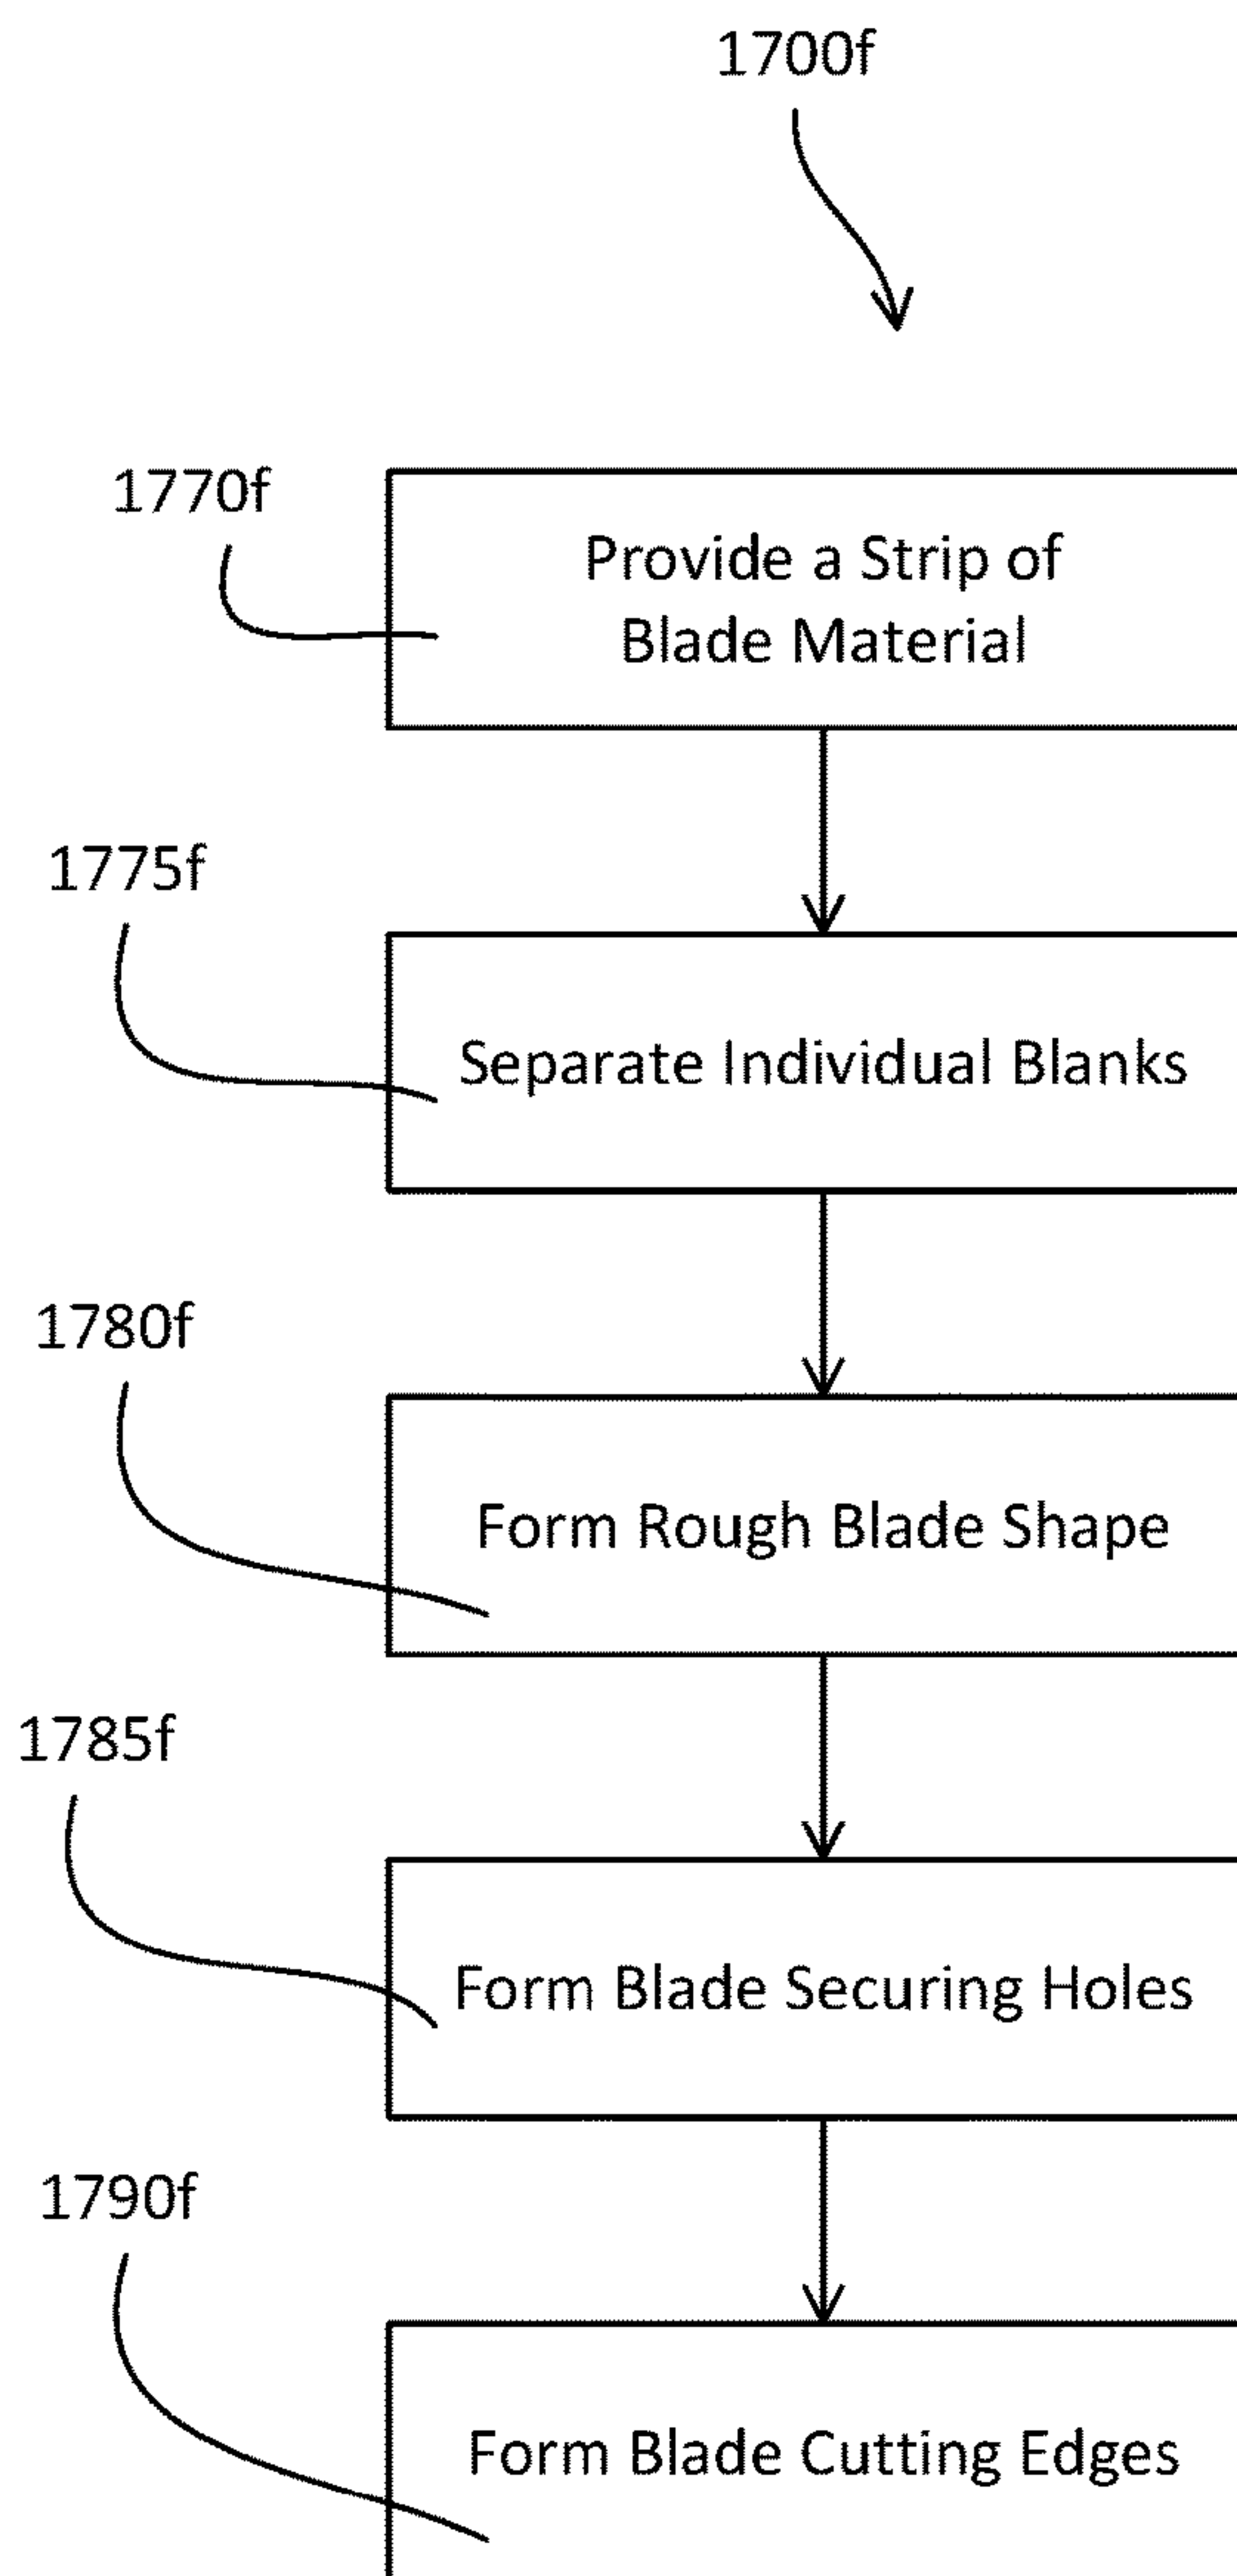 1700f
1770f
Provide a Strip of
Blade Material
1775f
Separate Individual Blanks
1780f
Form Rough Blade Shape
1785f
Form Blade Securing Holes
1790f
Form Blade Cutting Edges